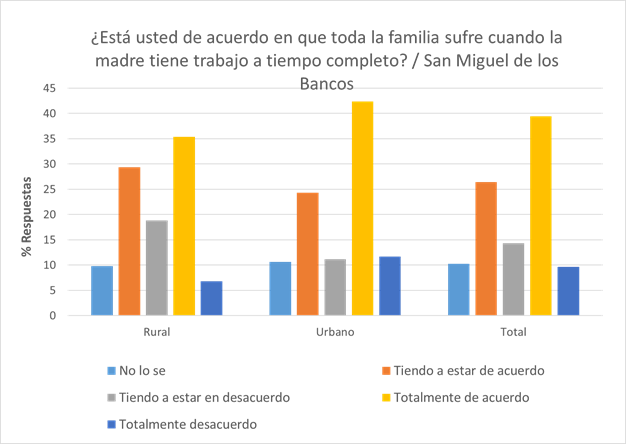 ¿Está usted de acuerdo en que toda la familia sufre cuando la
madre tiene trabajo a tiempo completo? / San Miguel de los
Bancos
45
40
35
30
25
20
15
10
5
0
% Respuestas
Rural
Urbano
Total
No lo se
Tiendo a estar de acuerdo
Tiendo a estar en desacuerdo
Totalmente de acuerdo
Totalmente desacuerdo